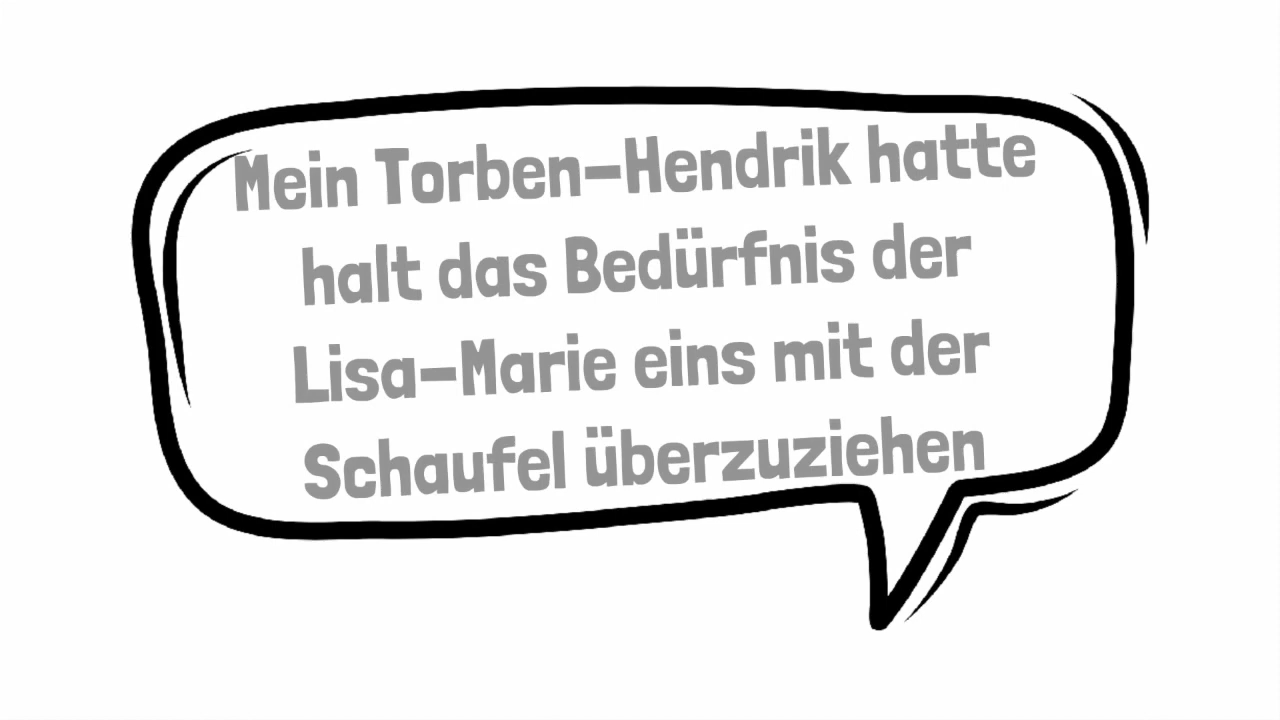 Mein Torben-Hendrik hatte
halt das Bedürfnis der
Lisa-Marie eins mit der
Schaufel überzuziehen